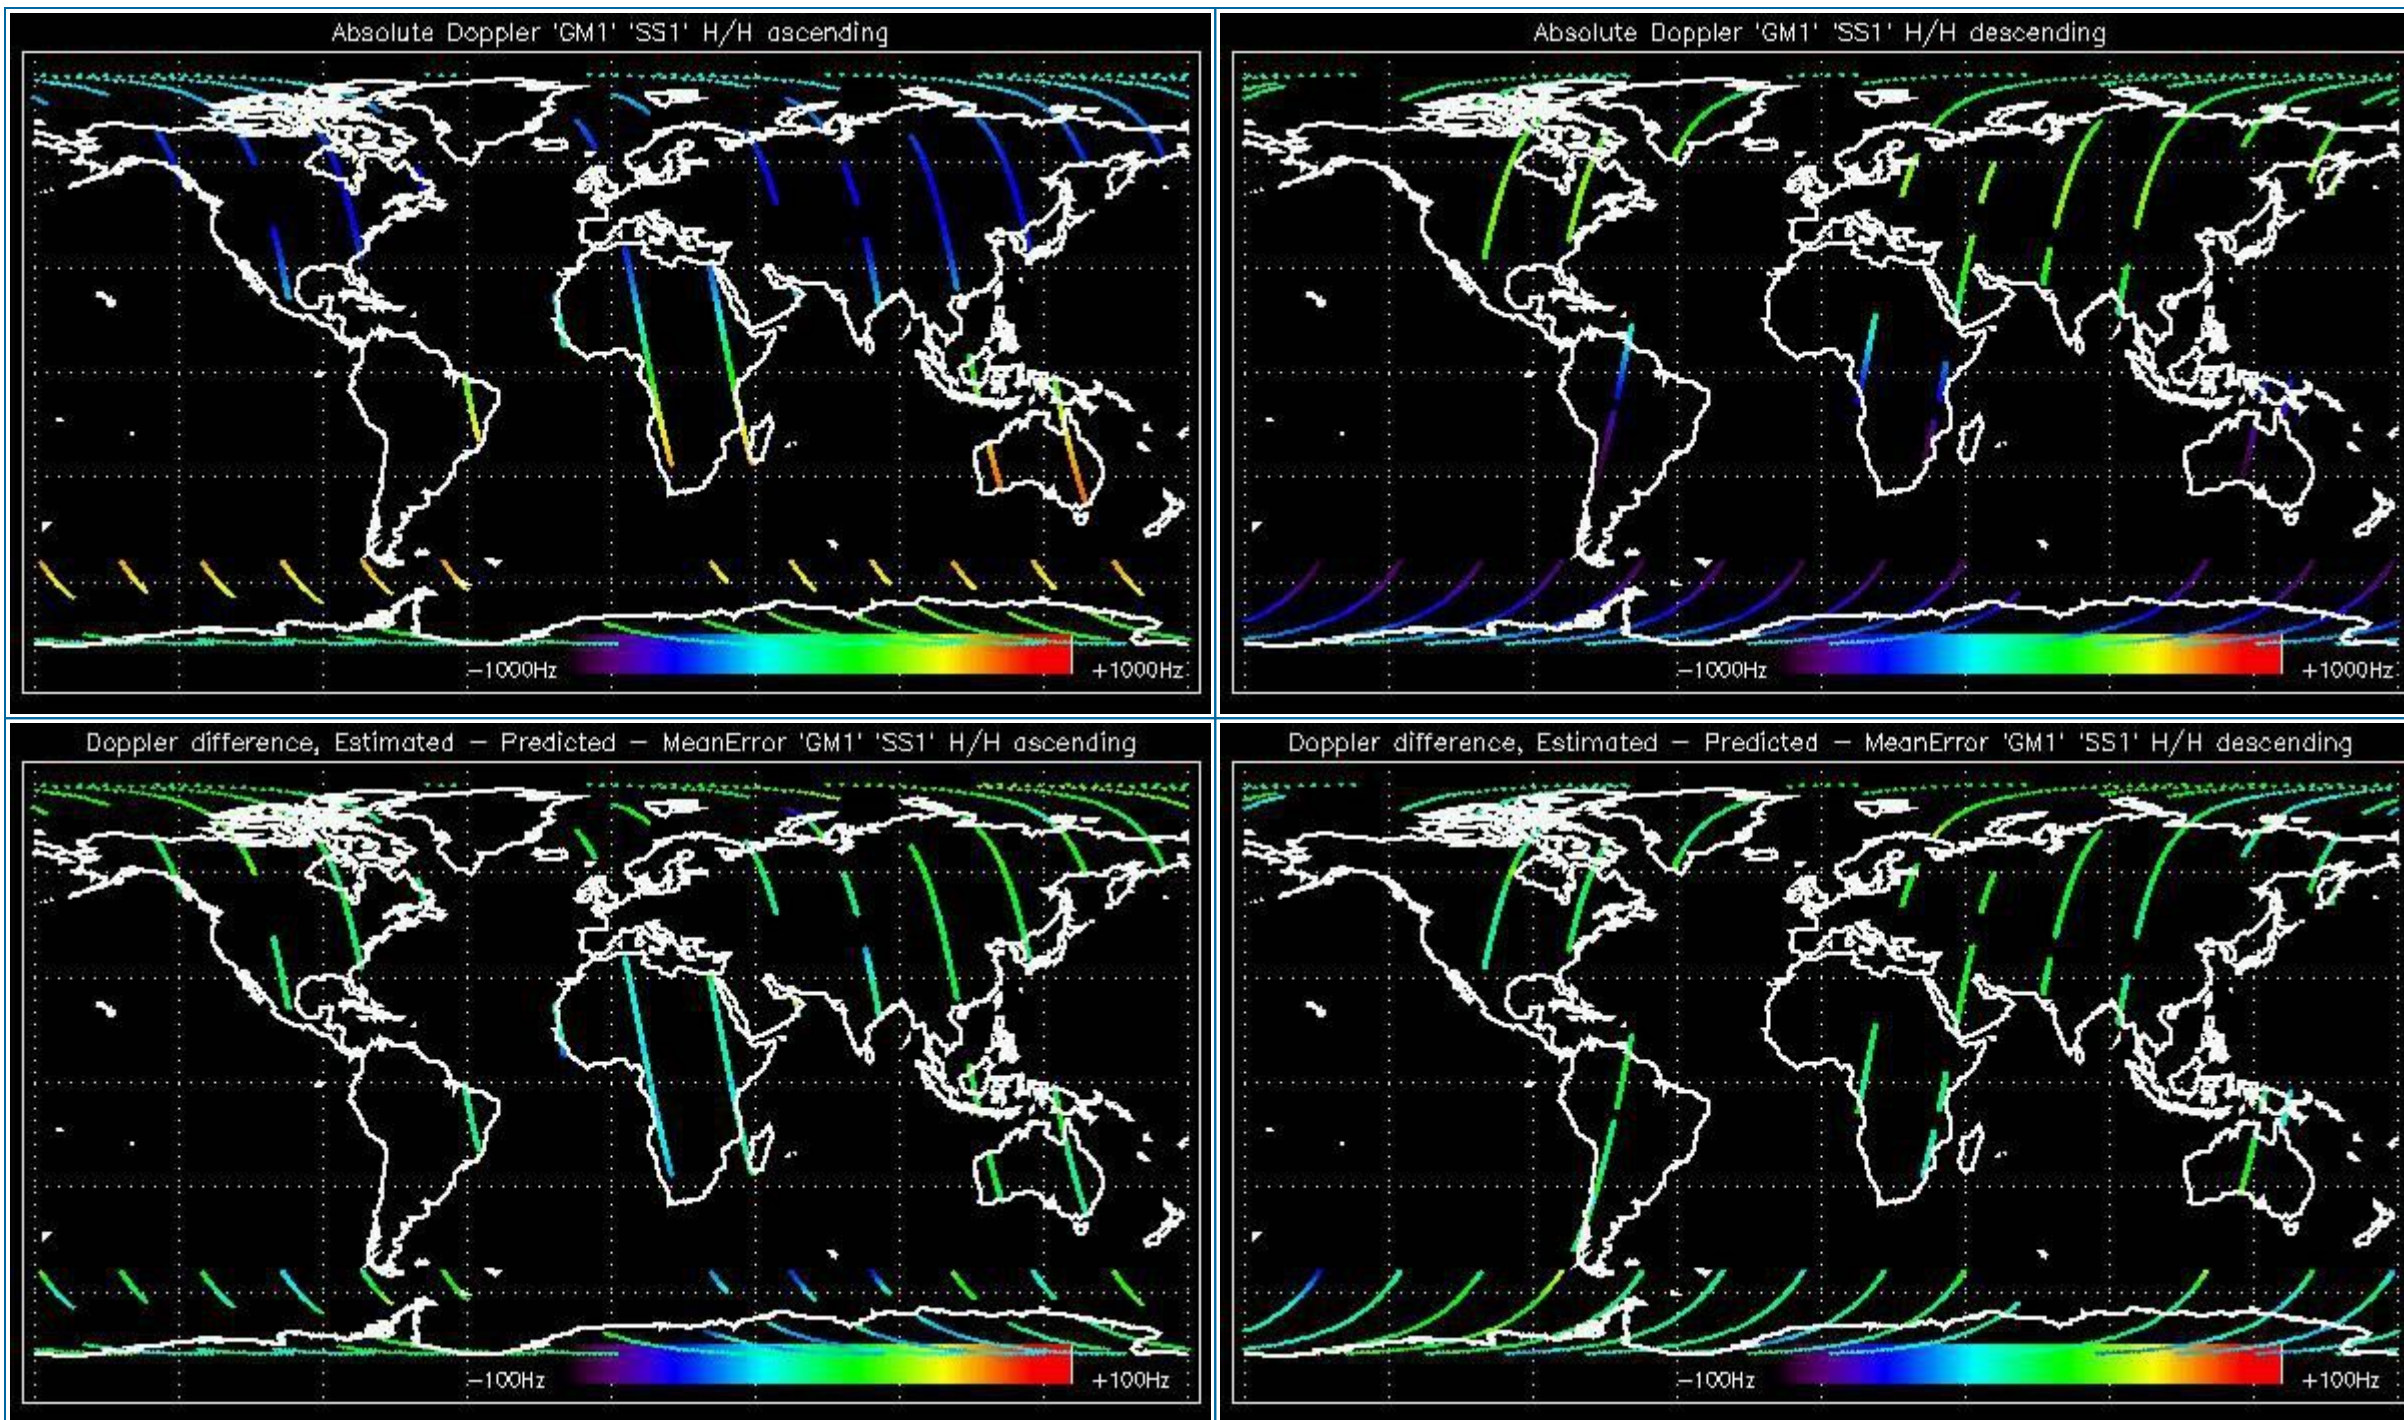 Absolute Doppler 'GM1' 'SS1' H/H ascending
-1000Hz
+1000Hz
Absolute Doppler 'GM1' 'SS1' H/H descending
-1000Hz
+1000Hz
Doppler difference, Estimated - Predicted - MeanError 'GM1' 'SS1' H/H ascending
-100Hz
+100Hz
Doppler difference, Estimated - Predicted - MeanError 'GM1' 'SS1' H/H descending
-100Hz
+100Hz